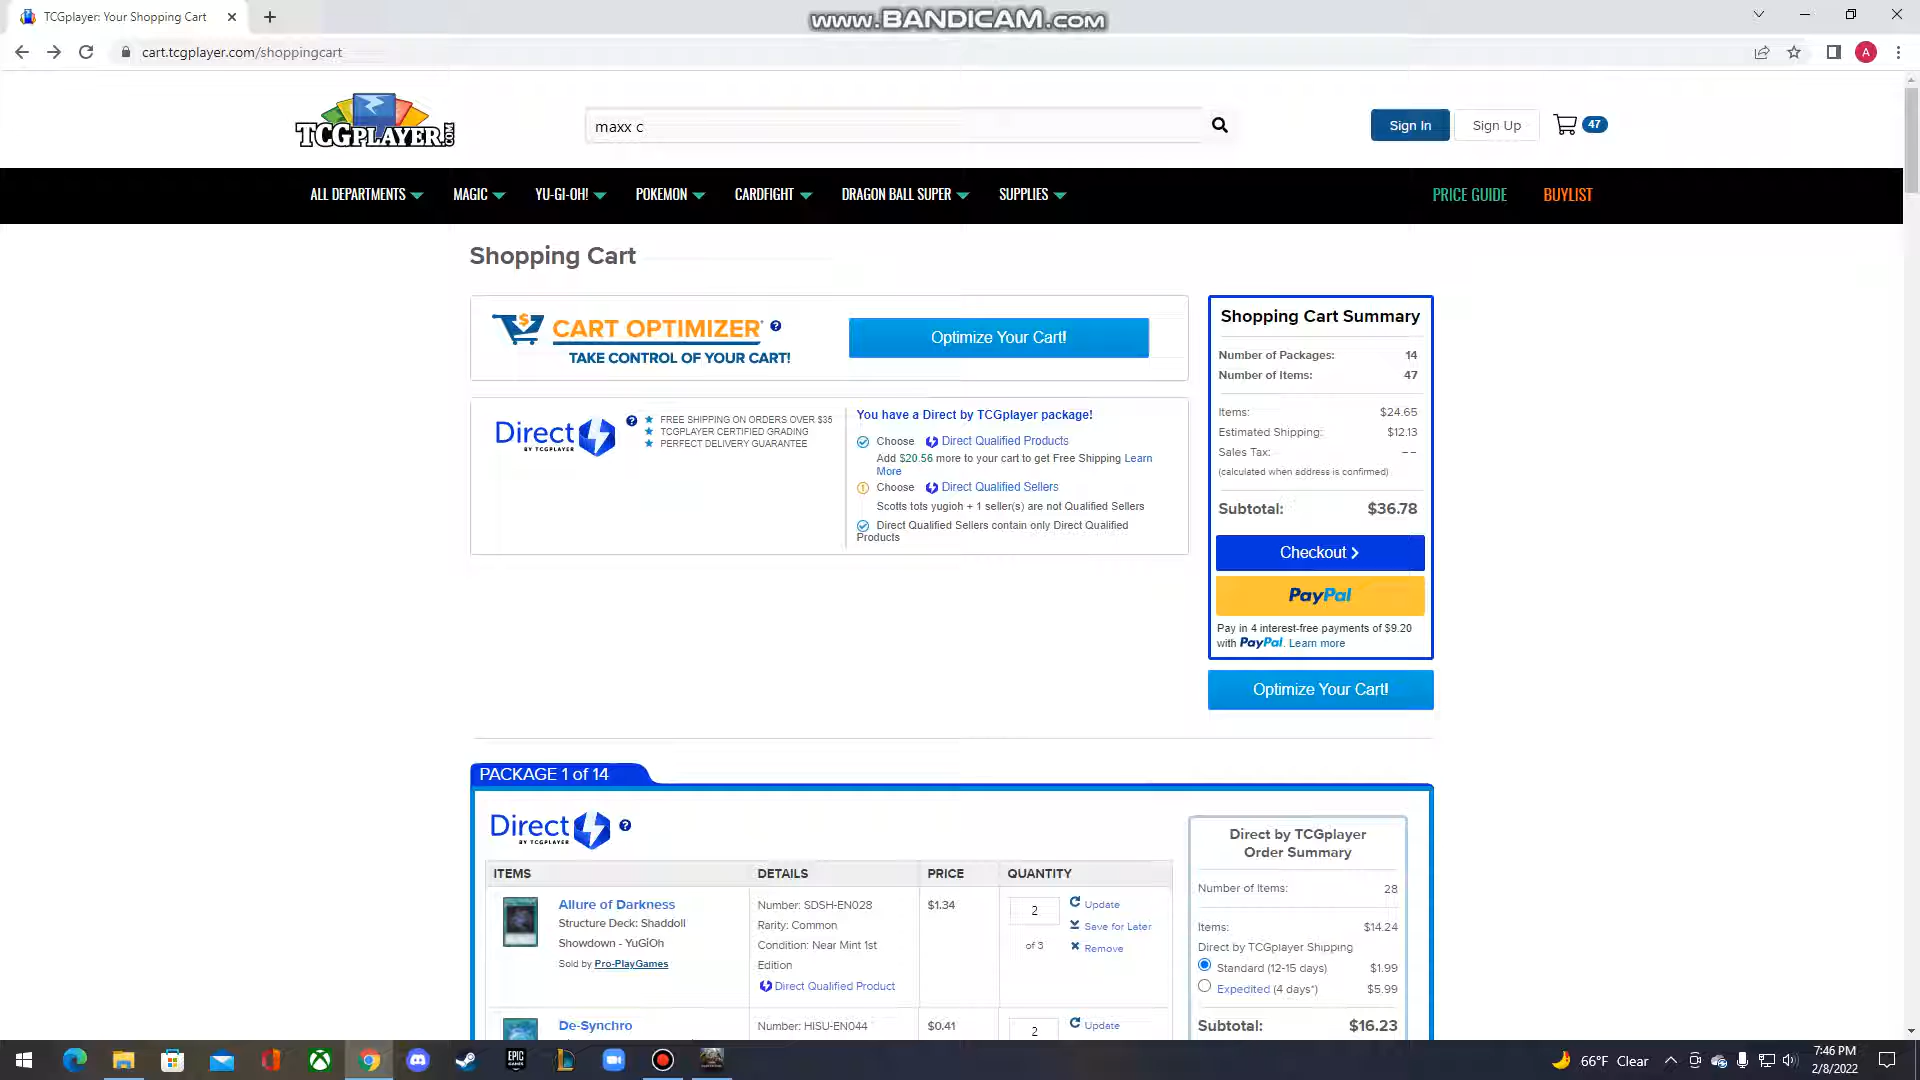 TCGplayer: Your Shopping Cart
www.BANDICAM.com
cart.tcgplayer.com/shoppingcart
A
TCGPLAYER.COM
maxx c
Sign In
Sign Up
47
ALL DEPARTMENTS
MAGIC
YU-GI-OH!
POKEMON
CARDFIGHT
DRAGON BALL SUPER
SUPPLIES
PRICE GUIDE
BUYLIST
Shopping Cart
CART OPTIMIZER
TAKE CONTROL OF YOUR CART!
Optimize Your Cart!
Direct
BY TCGPLAYER
FREE SHIPPING ON ORDERS OVER $35
TCGPLAYER CERTIFIED GRADING
PERFECT DELIVERY GUARANTEE
You have a Direct by TCGplayer package!
Choose Direct Qualified Products
Add $20.56 more to your cart to get Free Shipping Learn
More
Choose Direct Qualified Sellers
Scotts tots yugioh + 1 seller(s) are not Qualified Sellers
Direct Qualified Sellers contain only Direct Qualified
Products
Shopping Cart Summary
Number of Packages: 14
Number of Items: 47
Items: $24.65
Estimated Shipping: $12.13
Sales Tax: --
(calculated when address is confirmed)
Subtotal: $36.78
Checkout
PayPal
Pay in 4 interest-free payments of $9.20
with PayPal. Learn more
Optimize Your Cart!
PACKAGE 1 of 14
Direct
BY TCGPLAYER
ITEMS DETAILS PRICE QUANTITY
Allure of Darkness
Structure Deck: Shaddoll
Showdown - YuGiOh
Sold by Pro-PlayGames
Number: SDSH-EN028
Rarity: Common
Condition: Near Mint 1st
Edition
Direct Qualified Product
$1.34
2
of 3
Update
Save for Later
Remove
De-Synchro
Number: HISU-EN044
$0.41
2
Update
Direct by TCGplayer
Order Summary
Number of Items: 28
Items: $14.24
Direct by TCGplayer Shipping
Standard (12-15 days) $1.99
Expedited (4 days*) $5.99
Subtotal: $16.23
EPIC
GAMES
66°F Clear
7:46 PM
2/8/2022